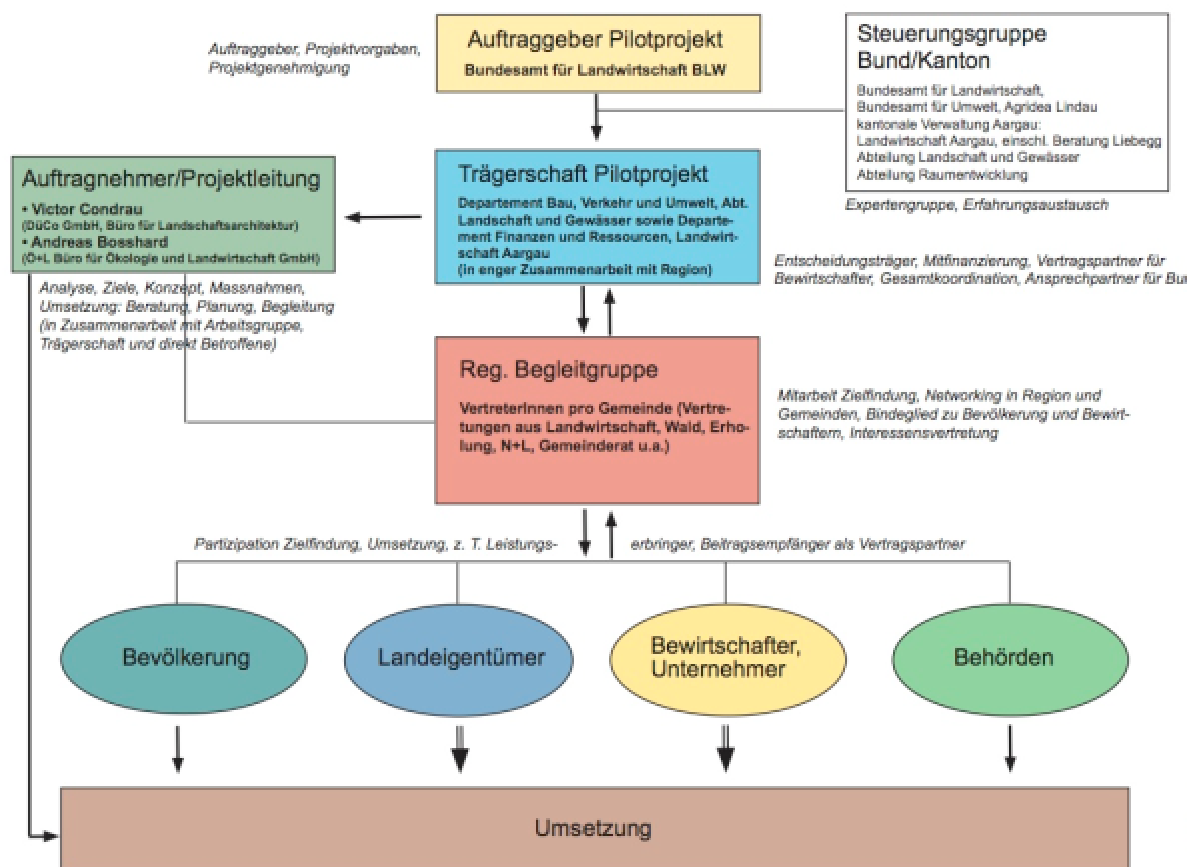 Auftraggeber, Projektvorgaben,
Projektgenehmigung
Auftraggeber Pilotprojekt
Bundesamt für Landwirtschaft BLW
Steuerungsgruppe
Bund/Kanton
Bundesamt für Landwirtschaft,
Bundesamt für Umwelt, Agridea Lindau
kantonale Verwaltung Aargau:
Landwirtschaft Aargau, einschl. Beratung Liebegg
Abteilung Landschaft und Gewässer
Abteilung Raumentwicklung
Expertengruppe, Erfahrungsaustausch
Auftragnehmer/Projektleitung
• Victor Condrau
(DüCo GmbH, Büro für Landschaftsarchitektur)
• Andreas Bosshard
(Ö+L Büro für Ökologie und Landwirtschaft GmbH)
Analyse, Ziele, Konzept, Massnahmen,
Umsetzung: Beratung, Planung, Begleitung
(in Zusammenarbeit mit Arbeitsgruppe,
Trägerschaft und direkt Betroffene)
Trägerschaft Pilotprojekt
Departement Bau, Verkehr und Umwelt, Abt.
Landschaft und Gewässer sowie Departe-
ment Finanzen und Ressourcen, Landwirt-
schaft Aargau
(in enger Zusammenarbeit mit Region)
Entscheidungsträger, Mitfinanzierung, Vertragspartner für
Bewirtschafter, Gesamtkoordination, Ansprechpartner für Bu
Reg. Begleitgruppe
VertreterInnen pro Gemeinde (Vertre-
tungen aus Landwirtschaft, Wald, Erho-
lung, N+L, Gemeinderat u.a.)
Mitarbeit Zielfindung, Networking in Region und
Gemeinden, Bindeglied zu Bevölkerung und Bewirt-
schaftern, Interessensvertretung
Partizipation Zielfindung, Umsetzung, z. T. Leistungs- erbringer, Beitragsempfänger als Vertragspartner
Bevölkerung
Landeigentümer
Bewirtschafter,
Unternehmer
Behörden
Umsetzung